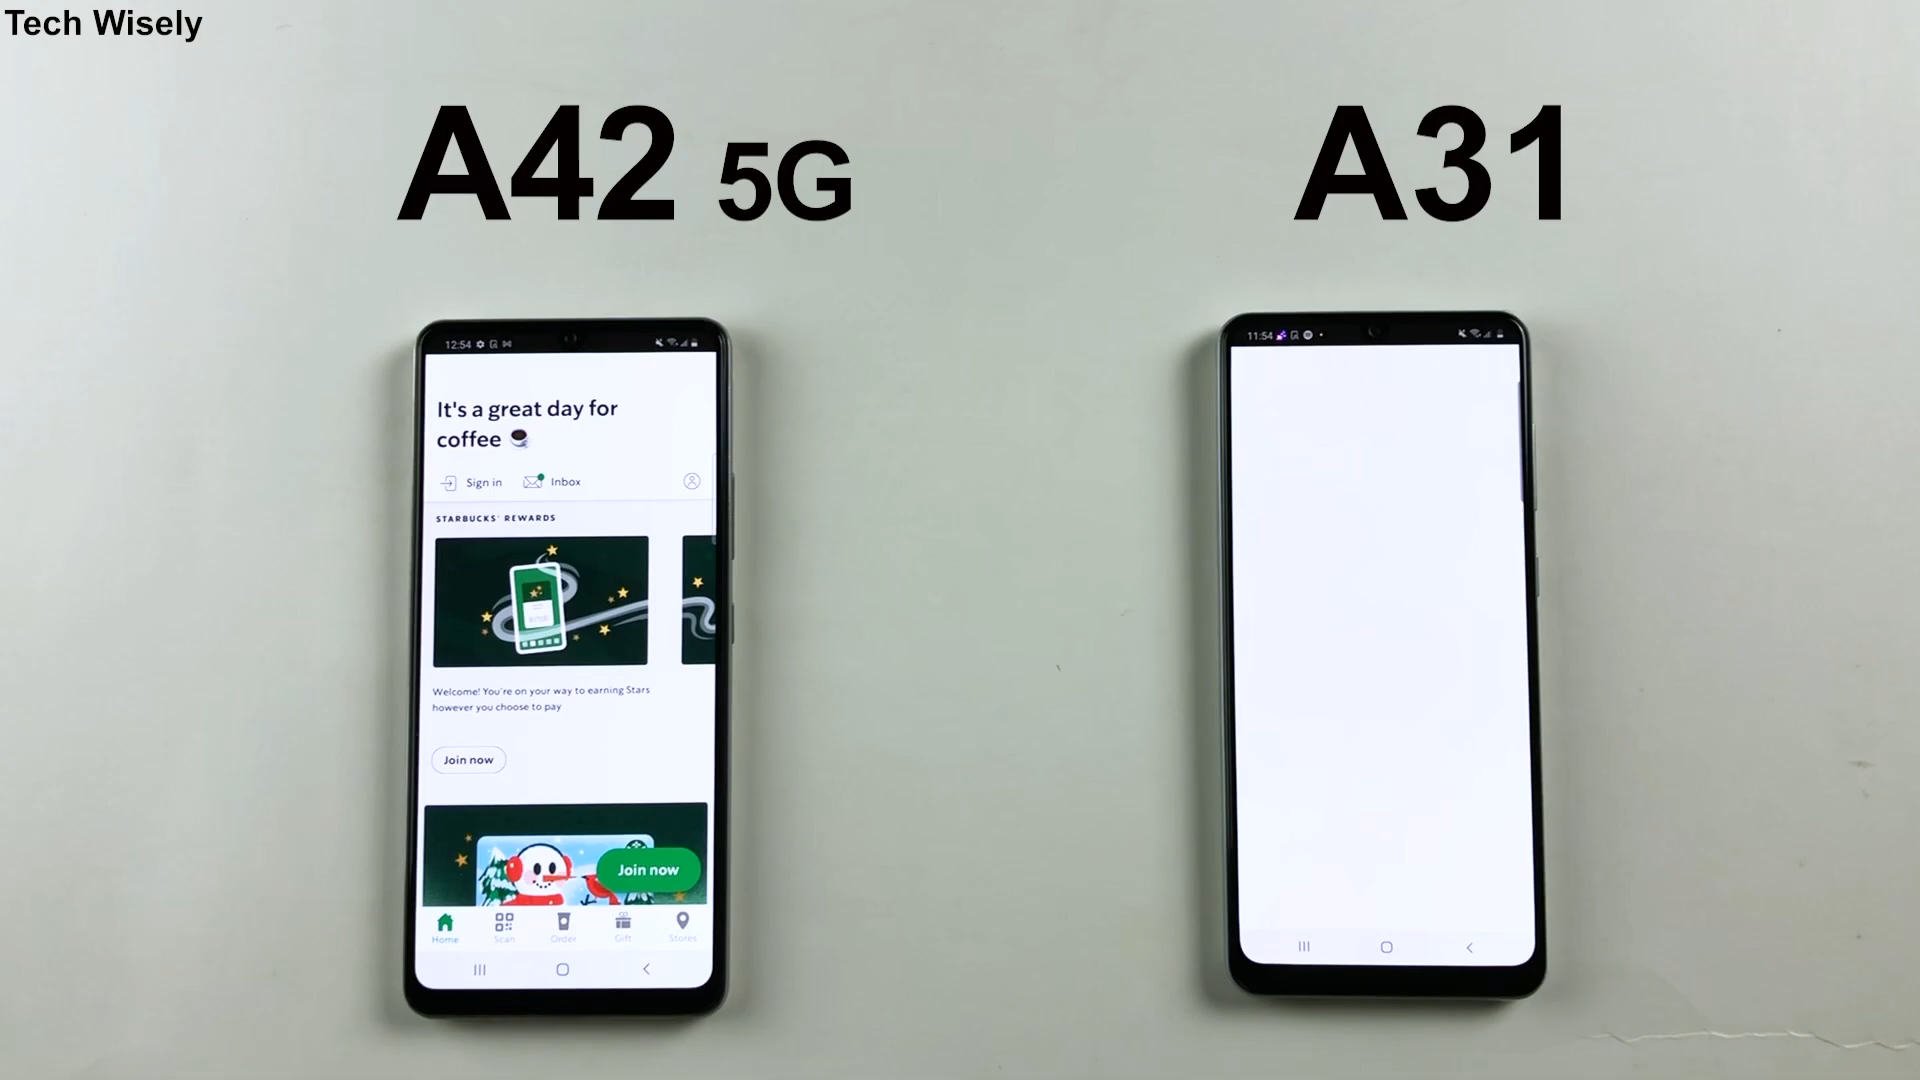 Tech Wisely
A42 5G
A31
12:54
11:54
It's a great day for
coffee
Sign in
Inbox
STARBUCKS® REWARDS
Welcome! You're on your way to earning Stars
however you choose to pay
Join now
Join now
Home
Scan
Order
Gift
Stores